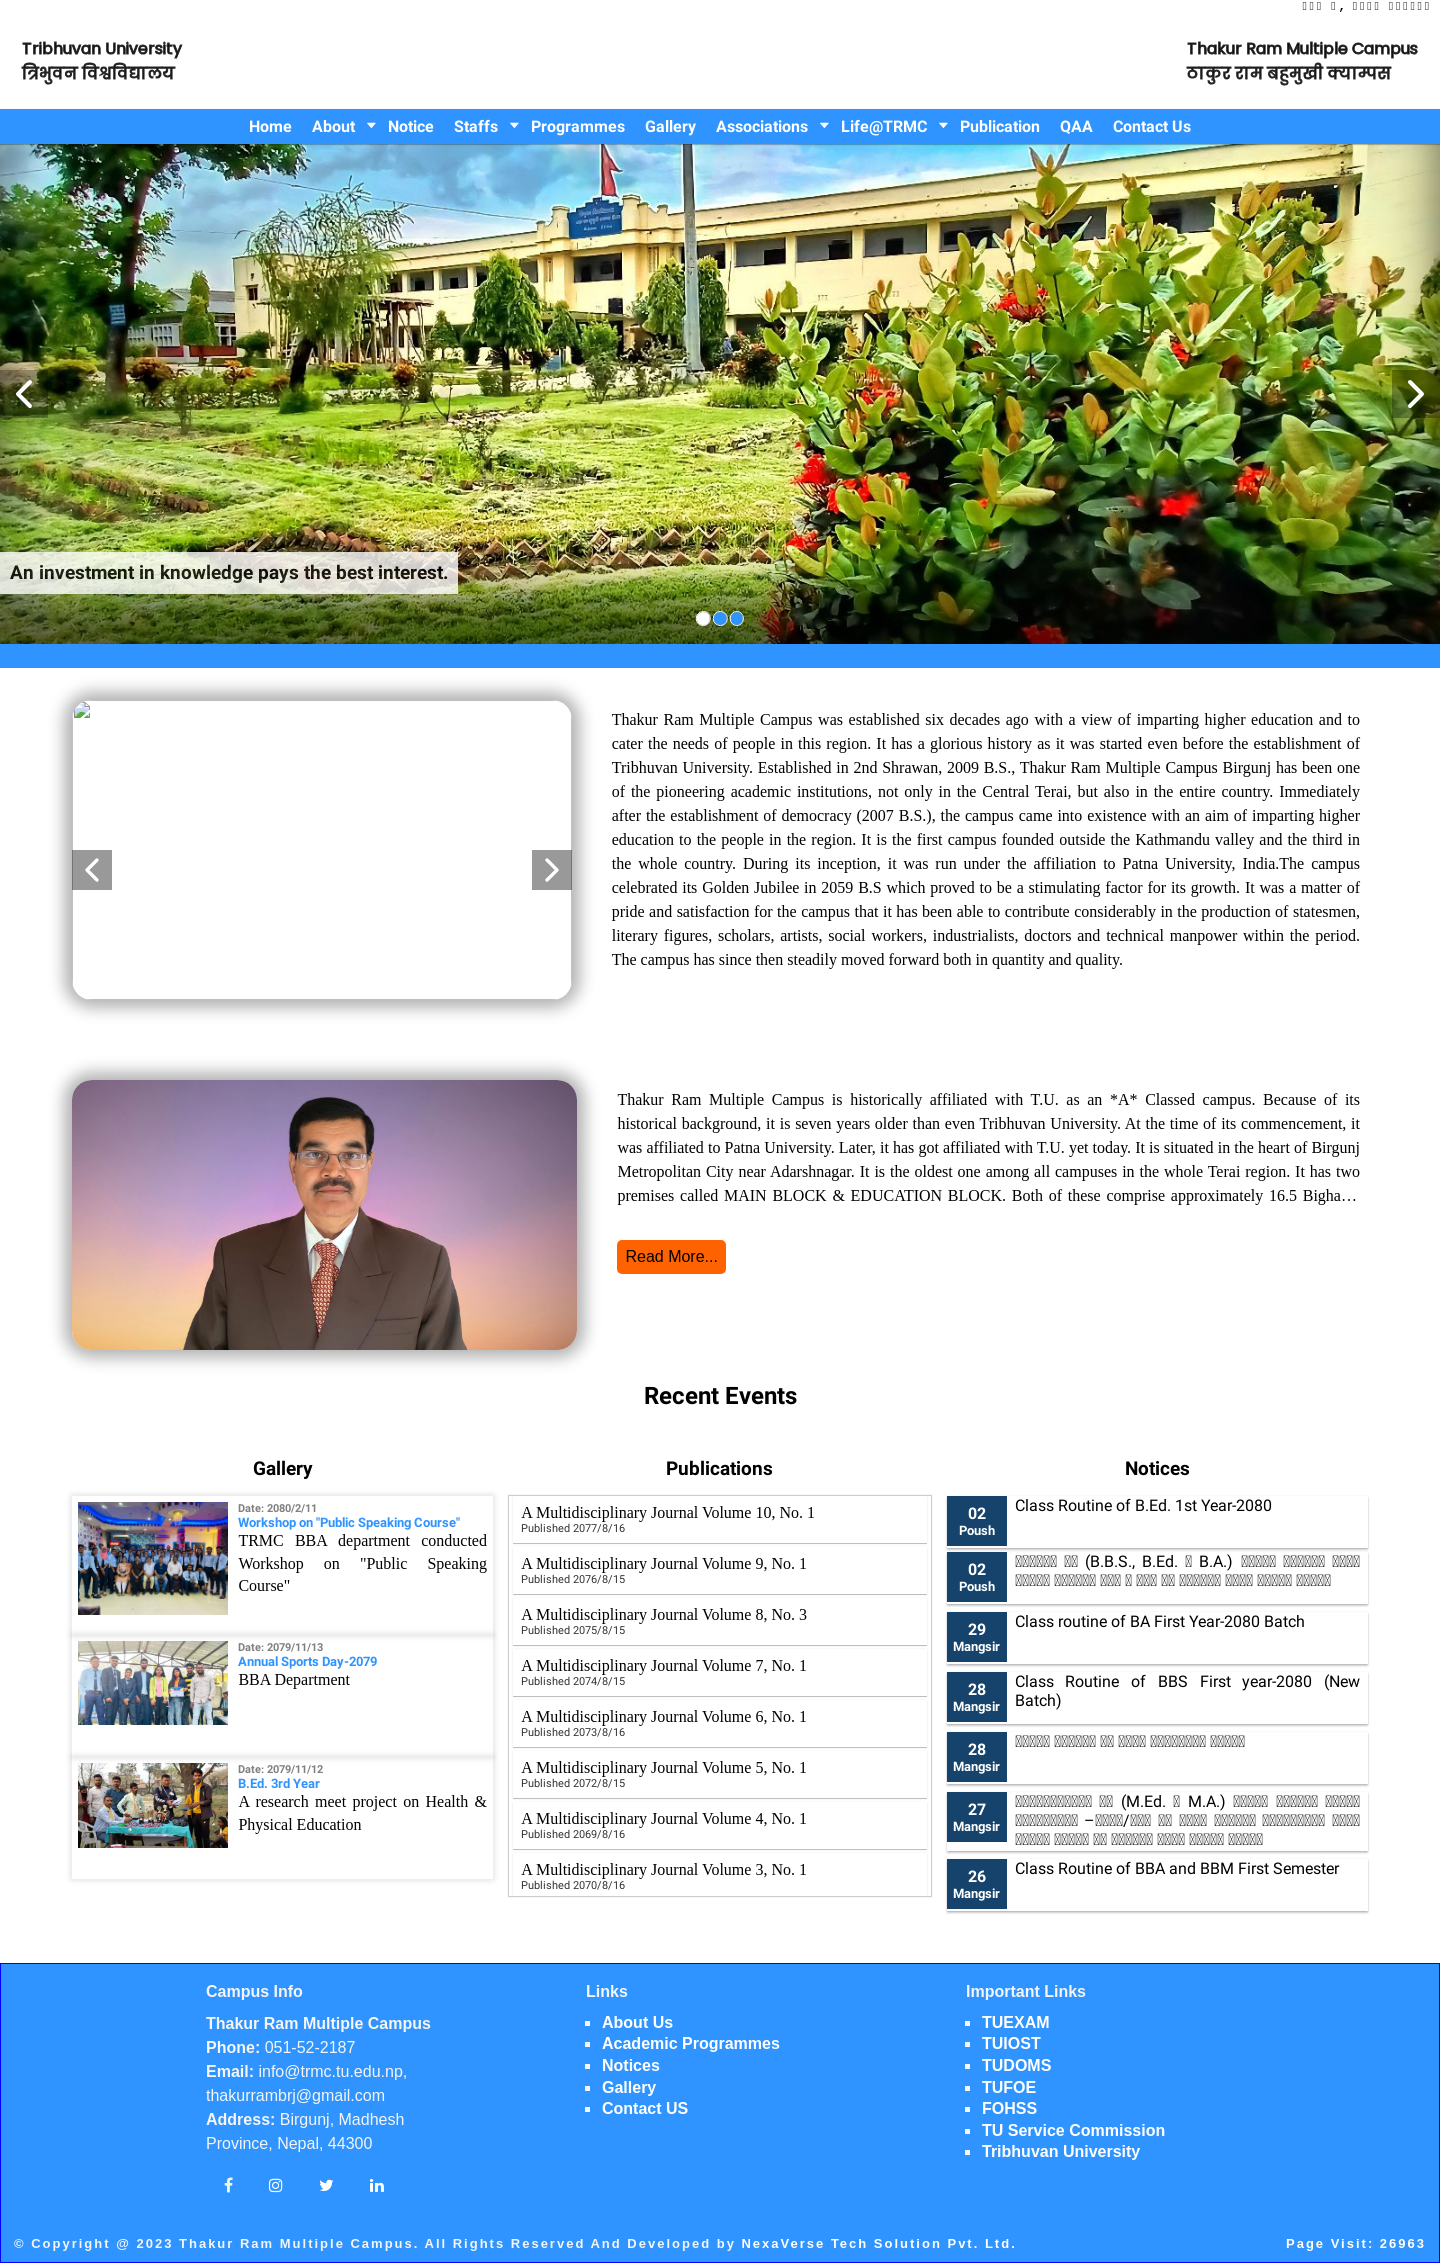 Tribhuvan University
त्रिभुवन विश्वविद्यालय
Thakur Ram Multiple Campus
ठाकुर राम बहुमुखी क्याम्पस
Home About Notice Staffs Programmes Gallery Associations Life@TRMC Publication QAA Contact Us
An investment in knowledge pays the best interest.
Thakur Ram Multiple Campus was established six decades ago with a view of imparting higher education and to
cater the needs of people in this region. It has a glorious history as it was started even before the establishment of
Tribhuvan University. Established in 2nd Shrawan, 2009 B.S., Thakur Ram Multiple Campus Birgunj has been one
of the pioneering academic institutions, not only in the Central Terai, but also in the entire country. Immediately
after the establishment of democracy (2007 B.S.), the campus came into existence with an aim of imparting higher
education to the people in the region. It is the first campus founded outside the Kathmandu valley and the third in
the whole country. During its inception, it was run under the affiliation to Patna University, India.The campus
celebrated its Golden Jubilee in 2059 B.S which proved to be a stimulating factor for its growth. It was a matter of
pride and satisfaction for the campus that it has been able to contribute considerably in the production of statesmen,
literary figures, scholars, artists, social workers, industrialists, doctors and technical manpower within the period.
The campus has since then steadily moved forward both in quantity and quality.
Thakur Ram Multiple Campus is historically affiliated with T.U. as an *A* Classed campus. Because of its
historical background, it is seven years older than even Tribhuvan University. At the time of its commencement, it
was affiliated to Patna University. Later, it has got affiliated with T.U. yet today. It is situated in the heart of Birgunj
Metropolitan City near Adarshnagar. It is the oldest one among all campuses in the whole Terai region. It has two
premises called MAIN BLOCK & EDUCATION BLOCK. Both of these comprise approximately 16.5 Bigha…
Read More...
Recent Events
Gallery
Date: 2080/2/11
Workshop on "Public Speaking Course"
TRMC BBA department conducted
Workshop on "Public Speaking
Course"
Date: 2079/11/13
Annual Sports Day-2079
BBA Department
Date: 2079/11/12
B.Ed. 3rd Year
A research meet project on Health &
Physical Education
Publications
A Multidisciplinary Journal Volume 10, No. 1
Published 2077/8/16
A Multidisciplinary Journal Volume 9, No. 1
Published 2076/8/15
A Multidisciplinary Journal Volume 8, No. 3
Published 2075/8/15
A Multidisciplinary Journal Volume 7, No. 1
Published 2074/8/15
A Multidisciplinary Journal Volume 6, No. 1
Published 2073/8/16
A Multidisciplinary Journal Volume 5, No. 1
Published 2072/8/15
A Multidisciplinary Journal Volume 4, No. 1
Published 2069/8/16
A Multidisciplinary Journal Volume 3, No. 1
Published 2070/8/16
Notices
02
Poush
Class Routine of B.Ed. 1st Year-2080
02
Poush
(B.B.S., B.Ed. B.A.)
29
Mangsir
Class routine of BA First Year-2080 Batch
28
Mangsir
Class Routine of BBS First year-2080 (New
Batch)
28
Mangsir
27
Mangsir
(M.Ed. M.A.)
26
Mangsir
Class Routine of BBA and BBM First Semester
Campus Info
Thakur Ram Multiple Campus
Phone: 051-52-2187
Email: info@trmc.tu.edu.np,
thakurrambrj@gmail.com
Address: Birgunj, Madhesh
Province, Nepal, 44300
Links
About Us
Academic Programmes
Notices
Gallery
Contact US
Important Links
TUEXAM
TUIOST
TUDOMS
TUFOE
FOHSS
TU Service Commission
Tribhuvan University
© Copyright @ 2023 Thakur Ram Multiple Campus. All Rights Reserved And Developed by NexaVerse Tech Solution Pvt. Ltd.
Page Visit: 26963